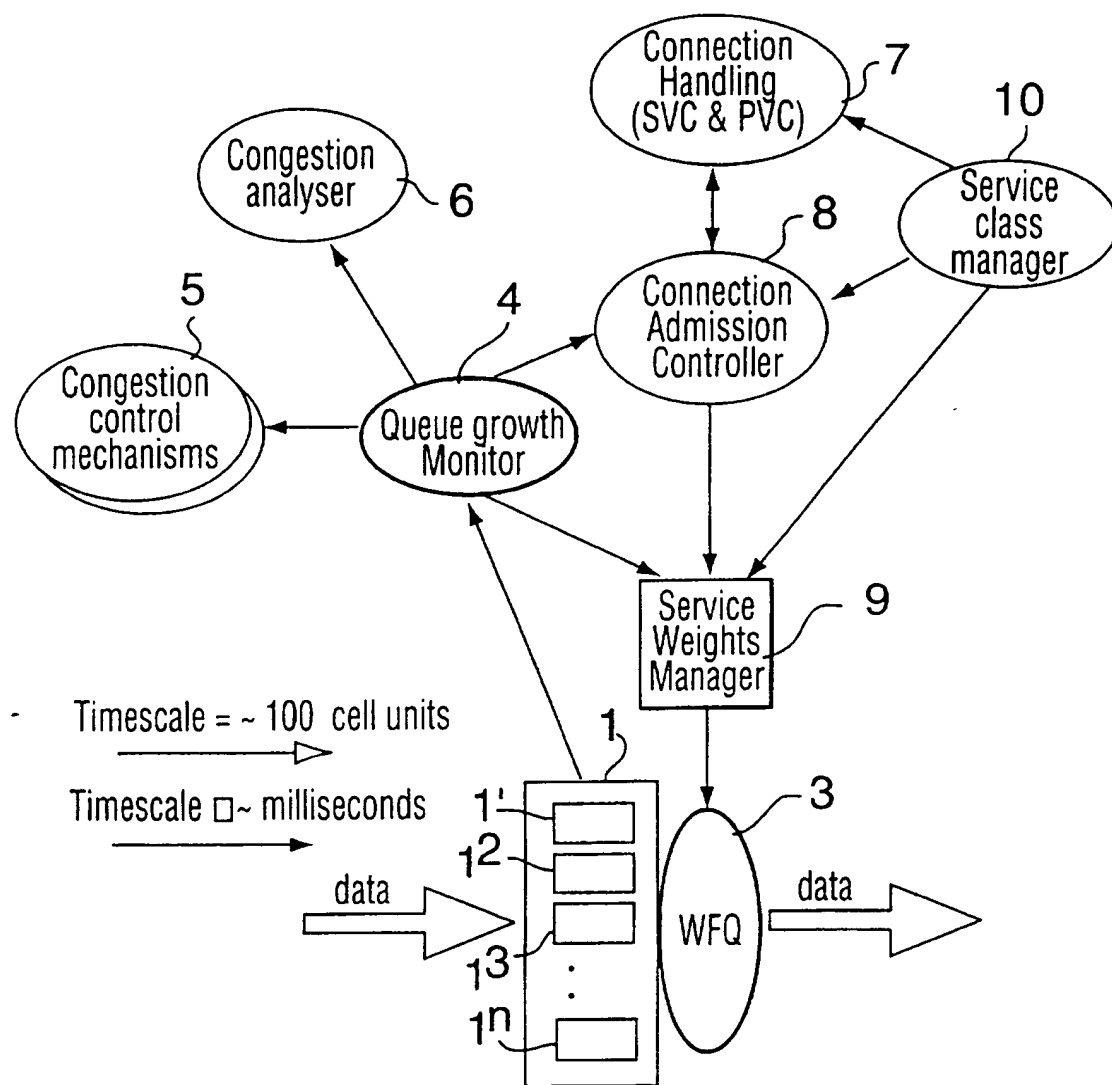 Connection
Handling
(SVC & PVC)
7
10
Congestion
analyser
6
Service
class
manager
8
5
4
Connection
Admission
Controller
Congestion
control
mechanisms
Queue growth
Monitor
Service
Weights
Manager
9
Timescale = ~ 100 cell units
Timescale □~ milliseconds
1
1'
1²
1³
1ⁿ
3
data
WFQ
data